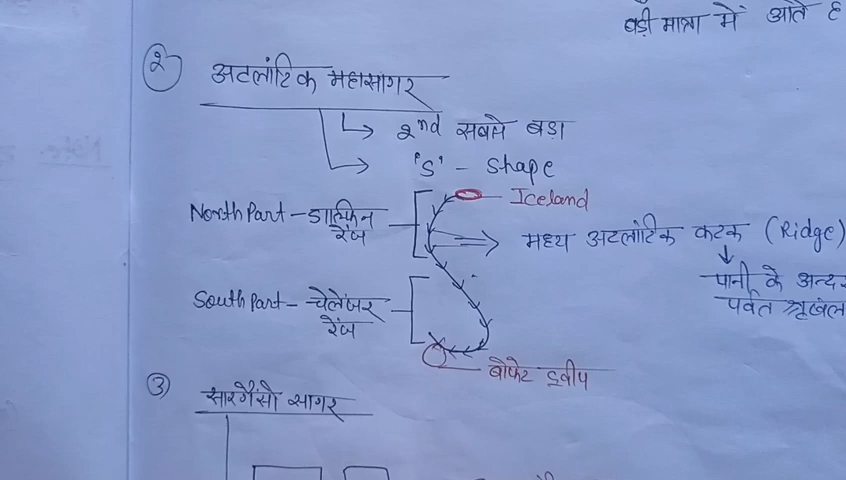 बड़ी मात्रा में आते है
② अटलांटिक महासागर
2nd सबसे बड़ा
'S' - Shape
Iceland
North Part - डाल्फिन रेंज
मध्य अटलांटिक कटक (Ridge)
पानी के अन्दर
पर्वत श्रृखंल
South Part - चेलेंजर रेंज
बोफेट द्वीप
③ सारगैसो सागर